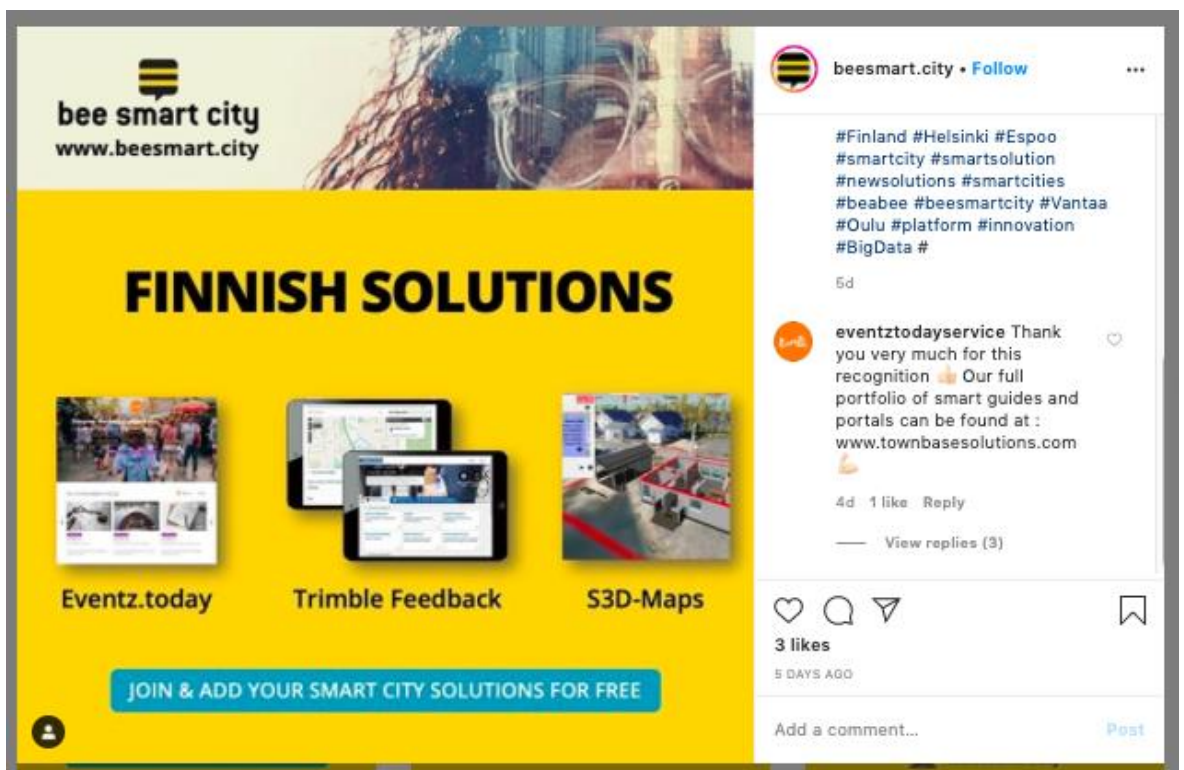 bee smart city
www.beesmart.city
FINNISH SOLUTIONS
Eventz.today
Trimble Feedback
S3D-Maps
JOIN & ADD YOUR SMART CITY SOLUTIONS FOR FREE
beesmart.city • Follow
#Finland #Helsinki #Espoo
#smartcity #smartsolution
#newsolutions #smartcities
#beabee #beesmartcity #Vantaa
#Oulu #platform #innovation
#BigData #
5d
eventztodayservice Thank
you very much for this
recognition 👍🏻 Our full
portfolio of smart guides and
portals can be found at :
www.townbasesolutions.com
💪🏻
4d 1 like Reply
View replies (3)
3 likes
5 DAYS AGO
Add a comment...
Post